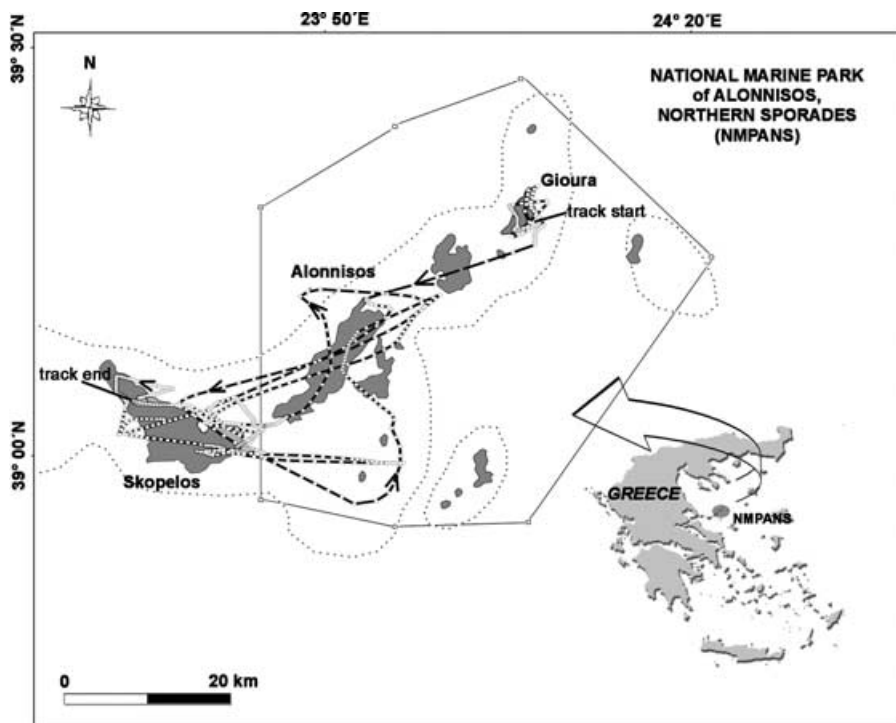 23° 50´E
24° 20´E
39° 30´N
N
NATIONAL MARINE PARK
of ALONNISOS,
NORTHERN SPORADES
(NMPANS)
Gioura
track start
Alonnisos
track end
39° 00´N
Skopelos
GREECE
NMPANS
0
20 km